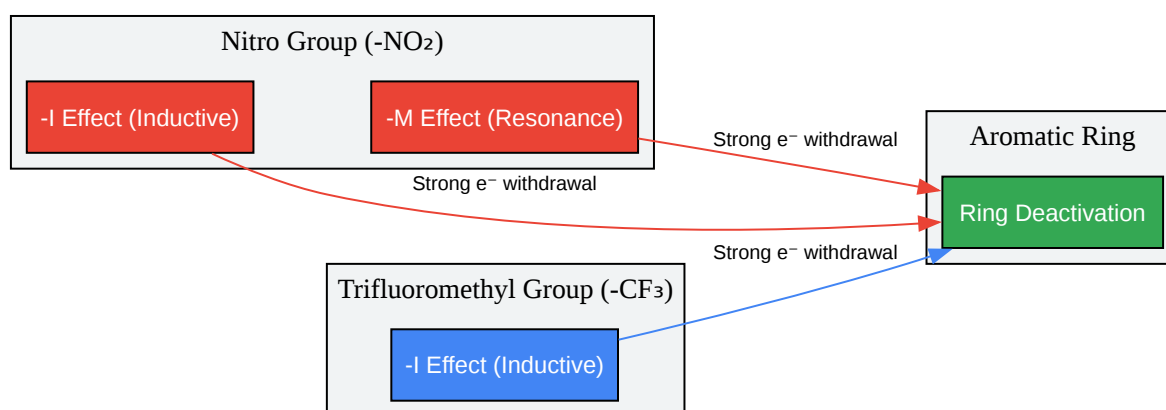 Nitro Group (-NO₂)
-I Effect (Inductive)
-M Effect (Resonance)
Strong e⁻ withdrawal
Aromatic Ring
Strong e⁻ withdrawal
Ring Deactivation
Strong e⁻ withdrawal
Trifluoromethyl Group (-CF₃)
-I Effect (Inductive)